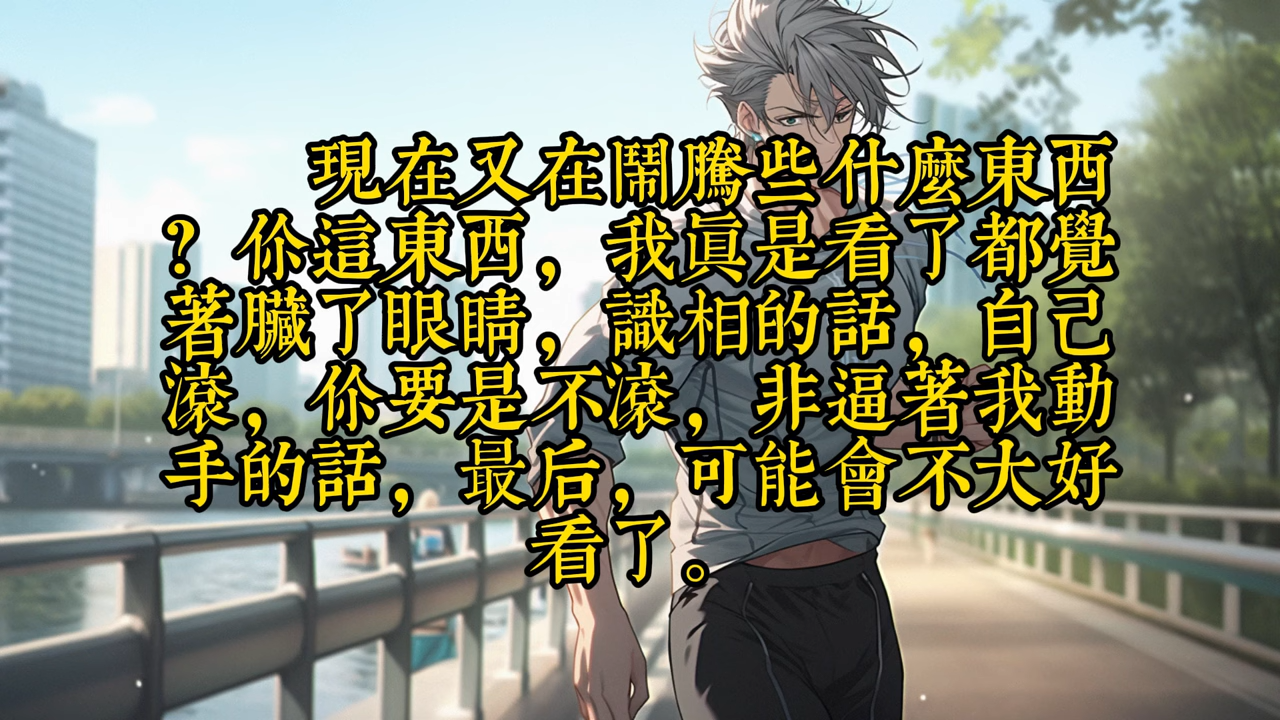 現在又在鬧騰些什麼東西
？你這東西，我真是看了都覺
著臟了眼睛，識相的話，自己
滾，你要是不滾，非逼著我動
手的話，最后，可能會不大好
看了。